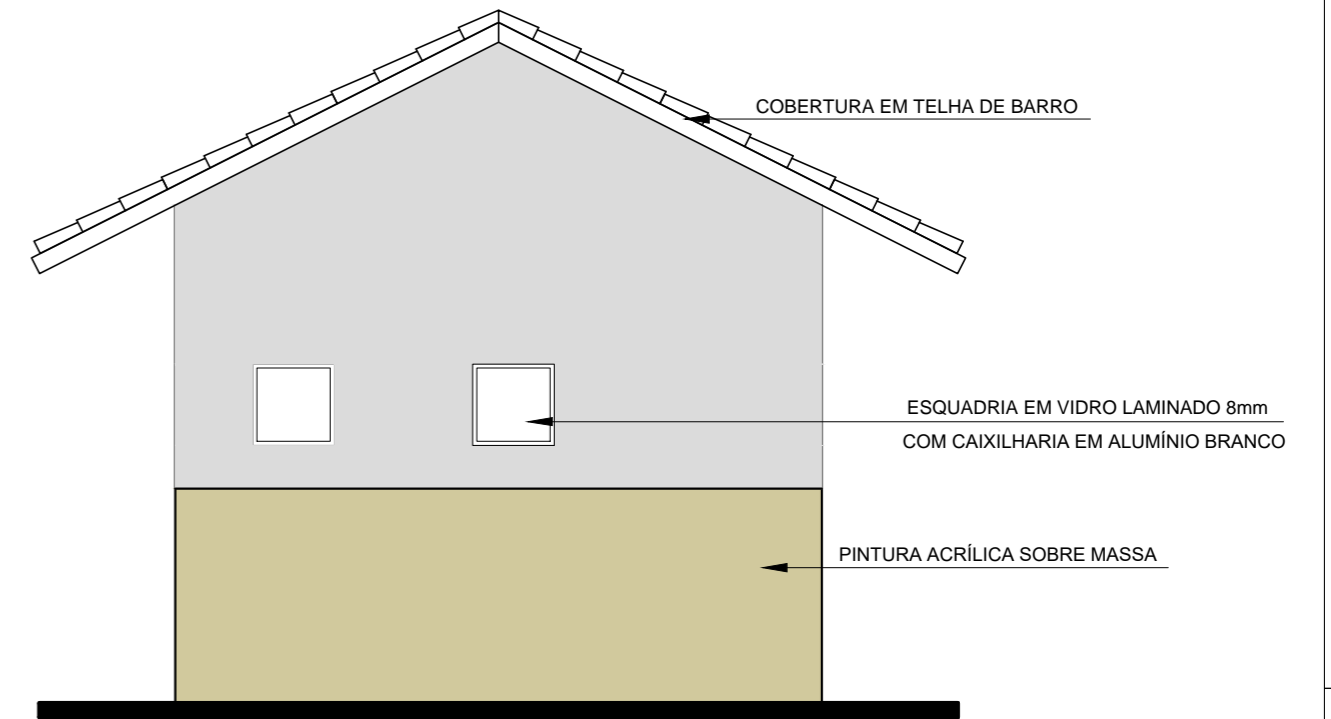 COBERTURA EM TELHA DE BARRO
ESQUADRIA EM VIDRO LAMINADO 8mm
COM CAIXILHARIA EM ALUMÍNIO BRANCO
PINTURA ACRÍLICA SOBRE MASSA